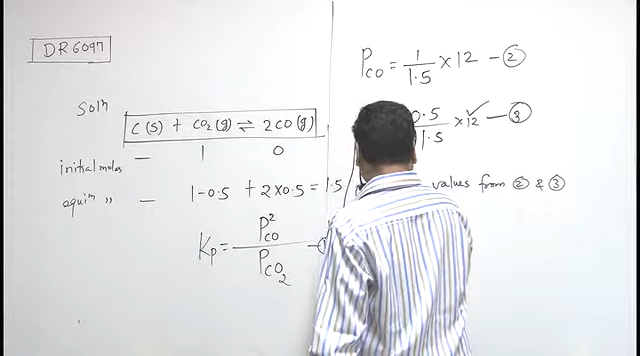 DR6097
Soln
C(s) + CO₂(g) ⇌ 2CO(g)
initial moles — 1 0
equim " — 1-0.5 + 2×0.5 = 1.5
Kp = P²CO / PCO₂ —
PCO = 1/1.5 × 12 — ②
0.5/1.5 × 12 — ③
values from ② & ③